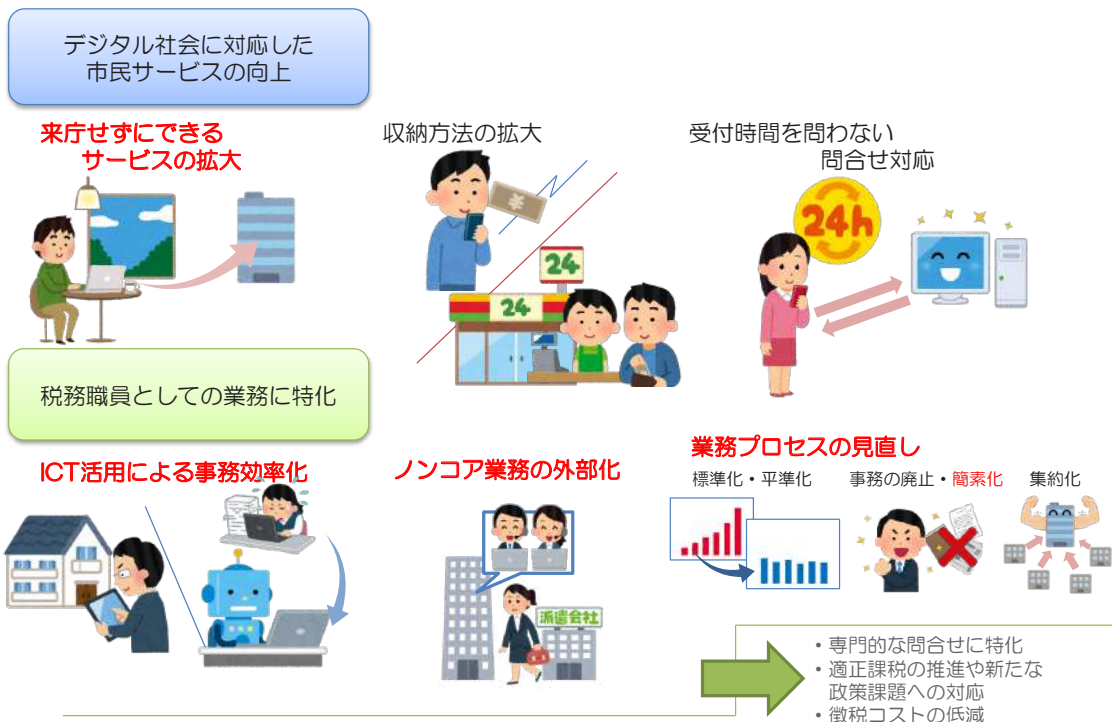 デジタル社会に対応した
市民サービスの向上
来庁せずにできる
サービスの拡大
収納方法の拡大
受付時間を問わない
問合せ対応
24h
¥
24
24
税務職員としての業務に特化
ICT活用による事務効率化
ノンコア業務の外部化
業務プロセスの見直し
標準化・平準化
事務の廃止・簡素化
集約化
派遣会社
・専門的な問合せに特化
・適正課税の推進や新たな
政策課題への対応
・徴税コストの低減